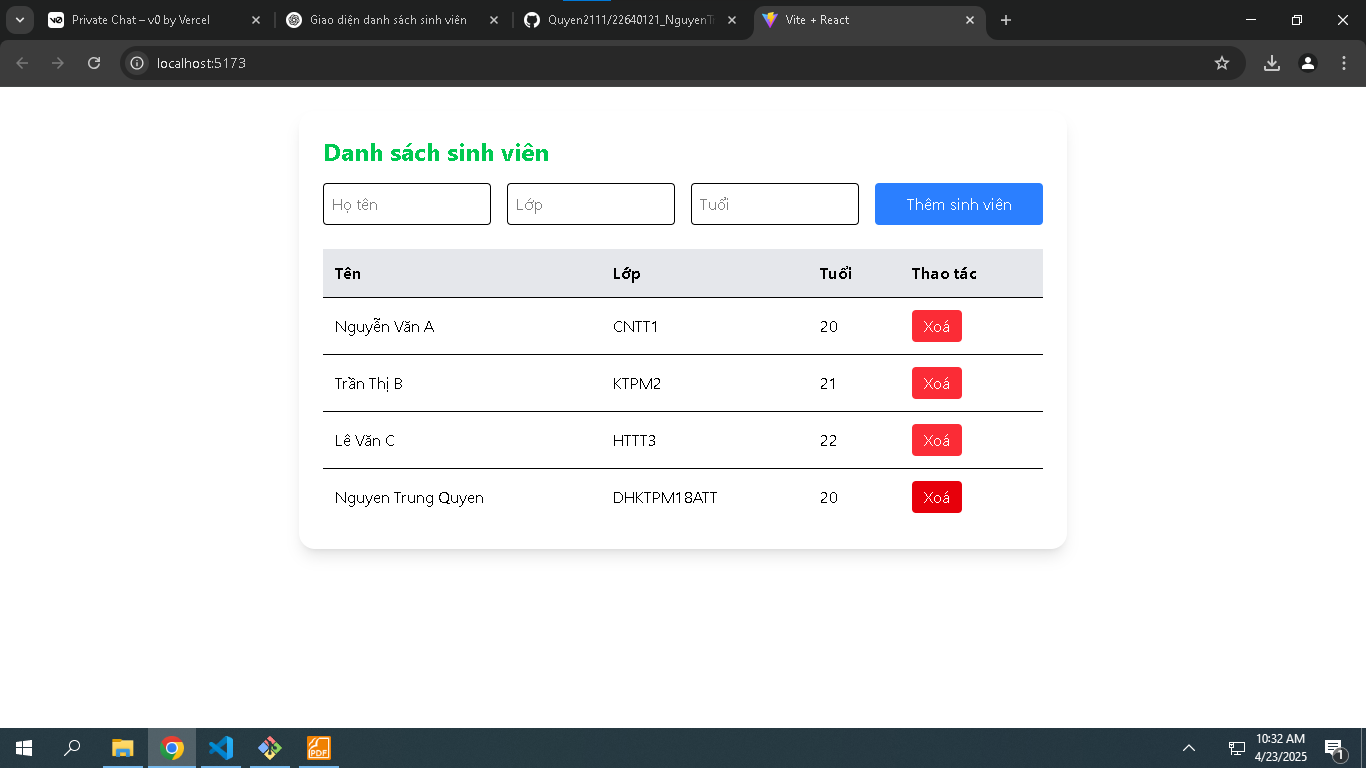 Private Chat – v0 by Vercel
Giao diện danh sách sinh viên
Quyen2111/22640121_NguyenT
Vite + React
localhost:5173
Danh sách sinh viên
Họ tên Lớp Tuổi Thêm sinh viên
Tên Lớp Tuổi Thao tác
Nguyễn Văn A CNTT1 20 Xoá
Trần Thị B KTPM2 21 Xoá
Lê Văn C HTTT3 22 Xoá
Nguyen Trung Quyen DHKTPM18ATT 20 Xoá
PDF
10:32 AM
4/23/2025
1